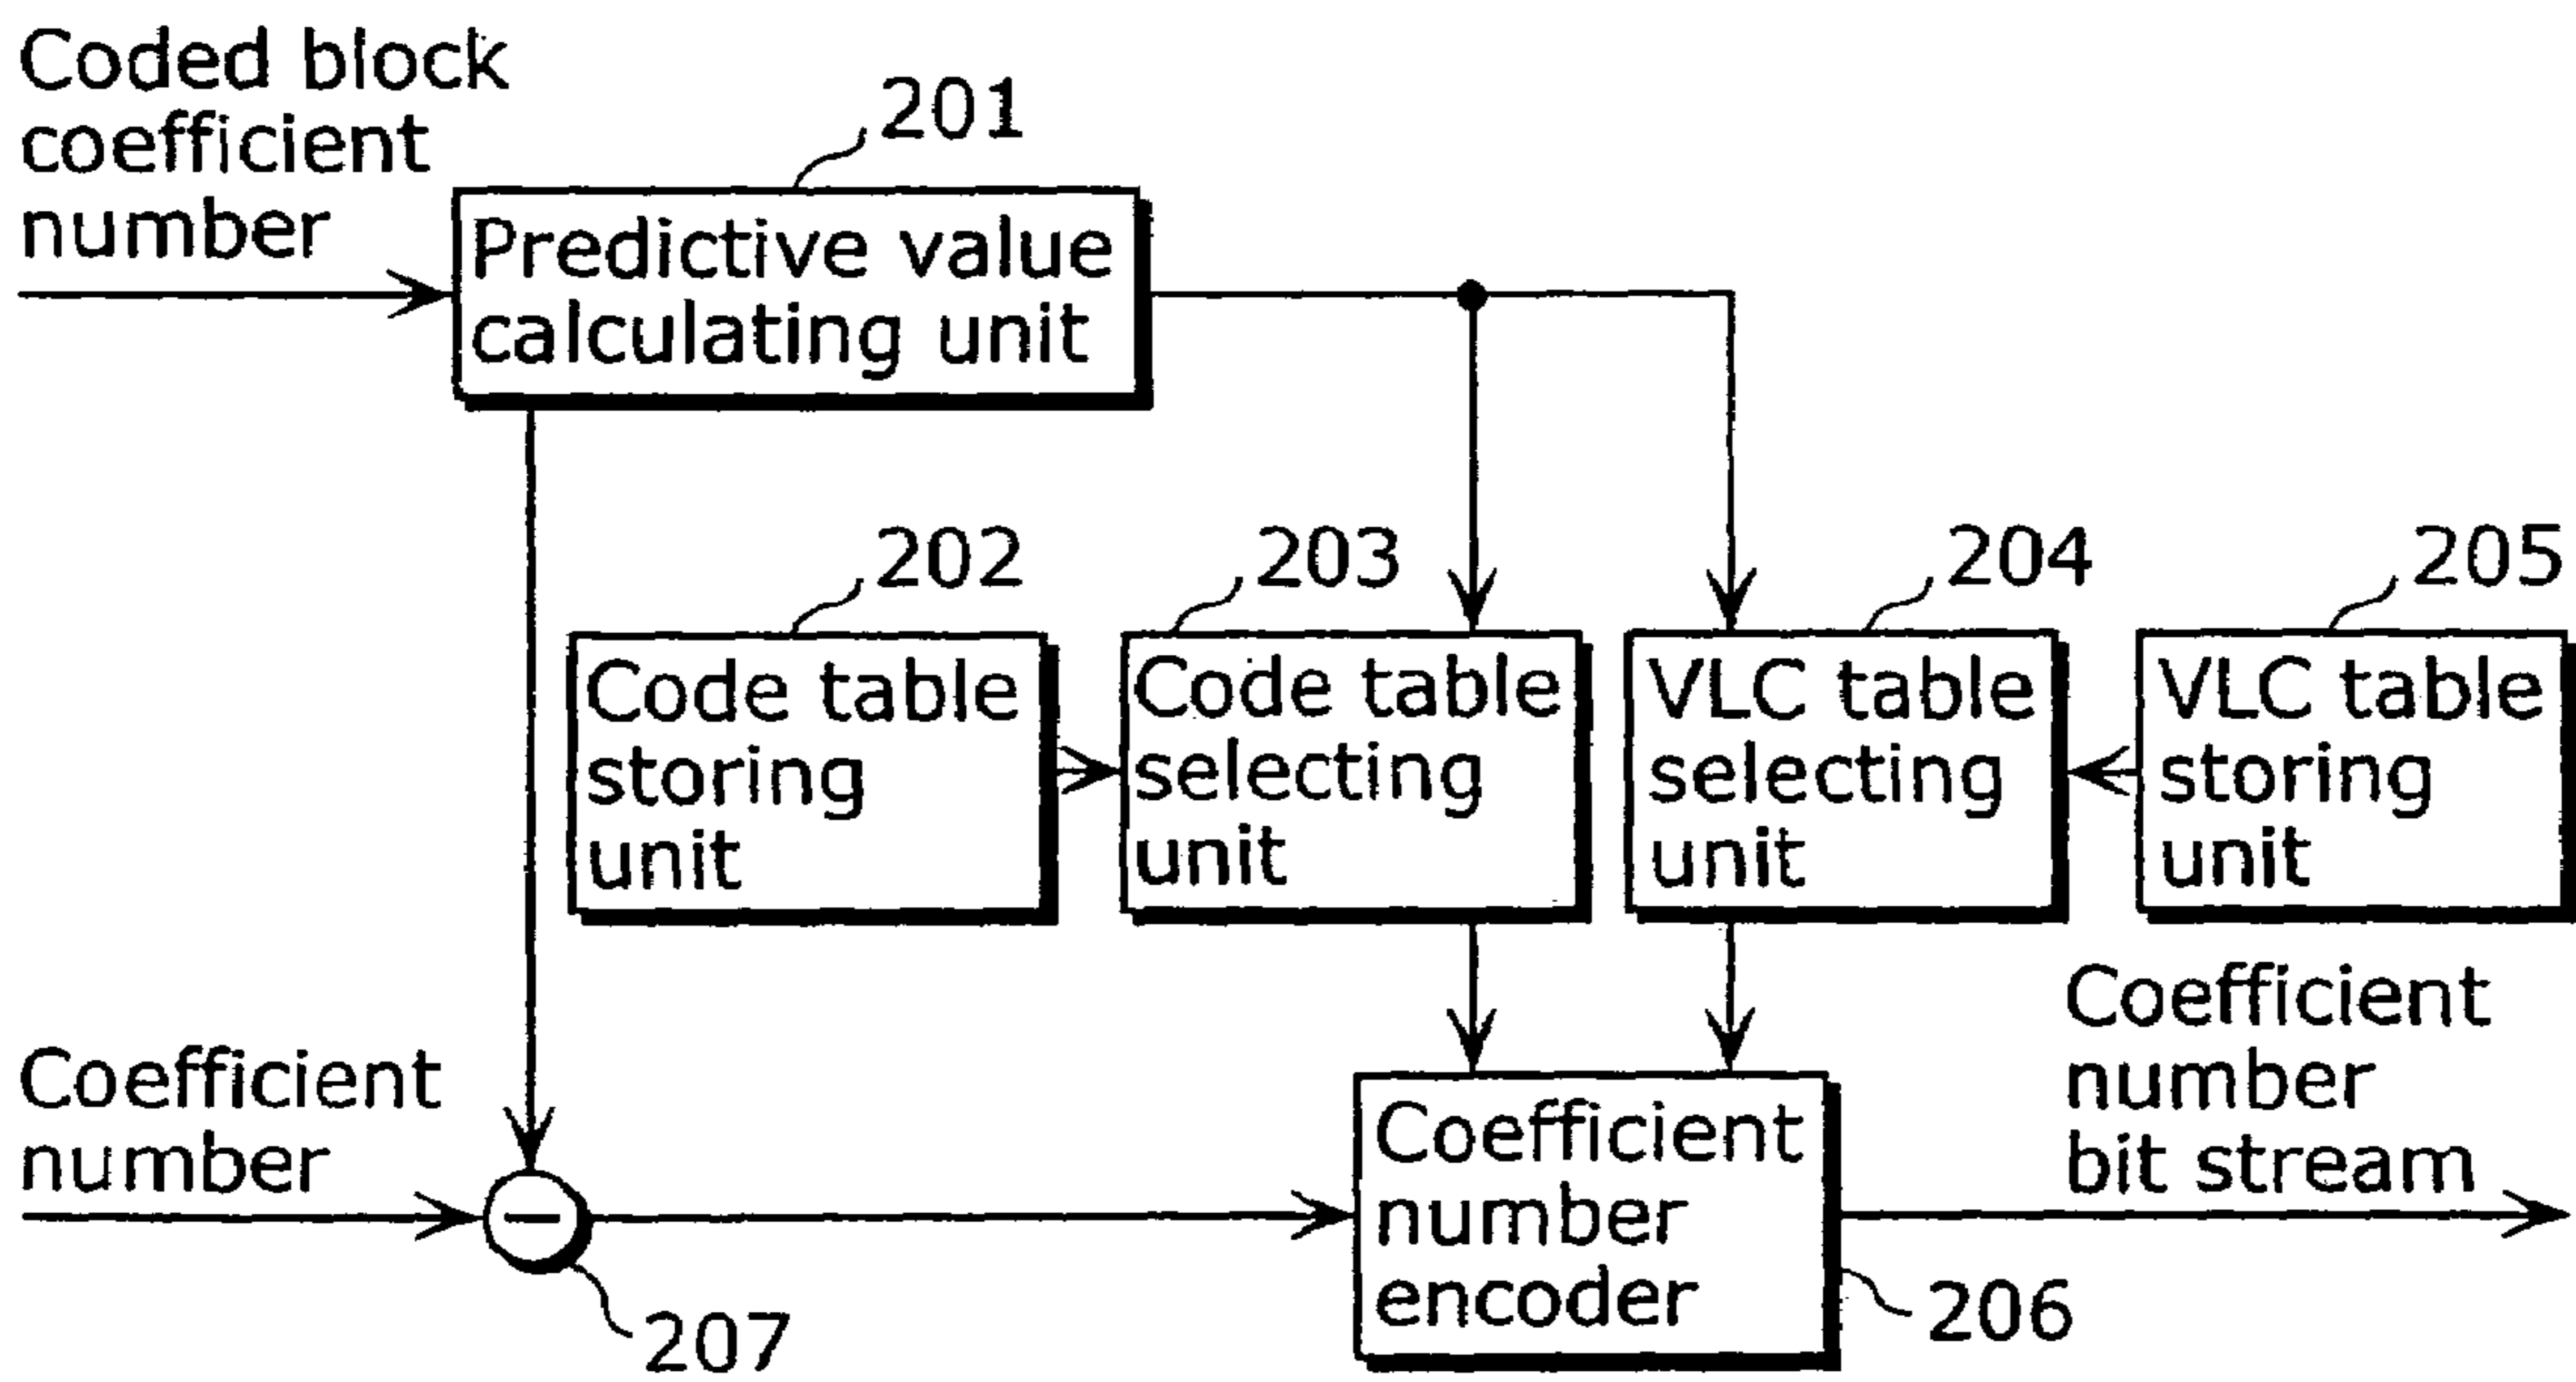 Coded block
coefficient
number
201
Predictive value
calculating unit
202
203
204
205
Code table
storing
unit
Code table
selecting
unit
VLC table
selecting
unit
VLC table
storing
unit
Coefficient
number
Coefficient
number
encoder
Coefficient
number
bit stream
207
206